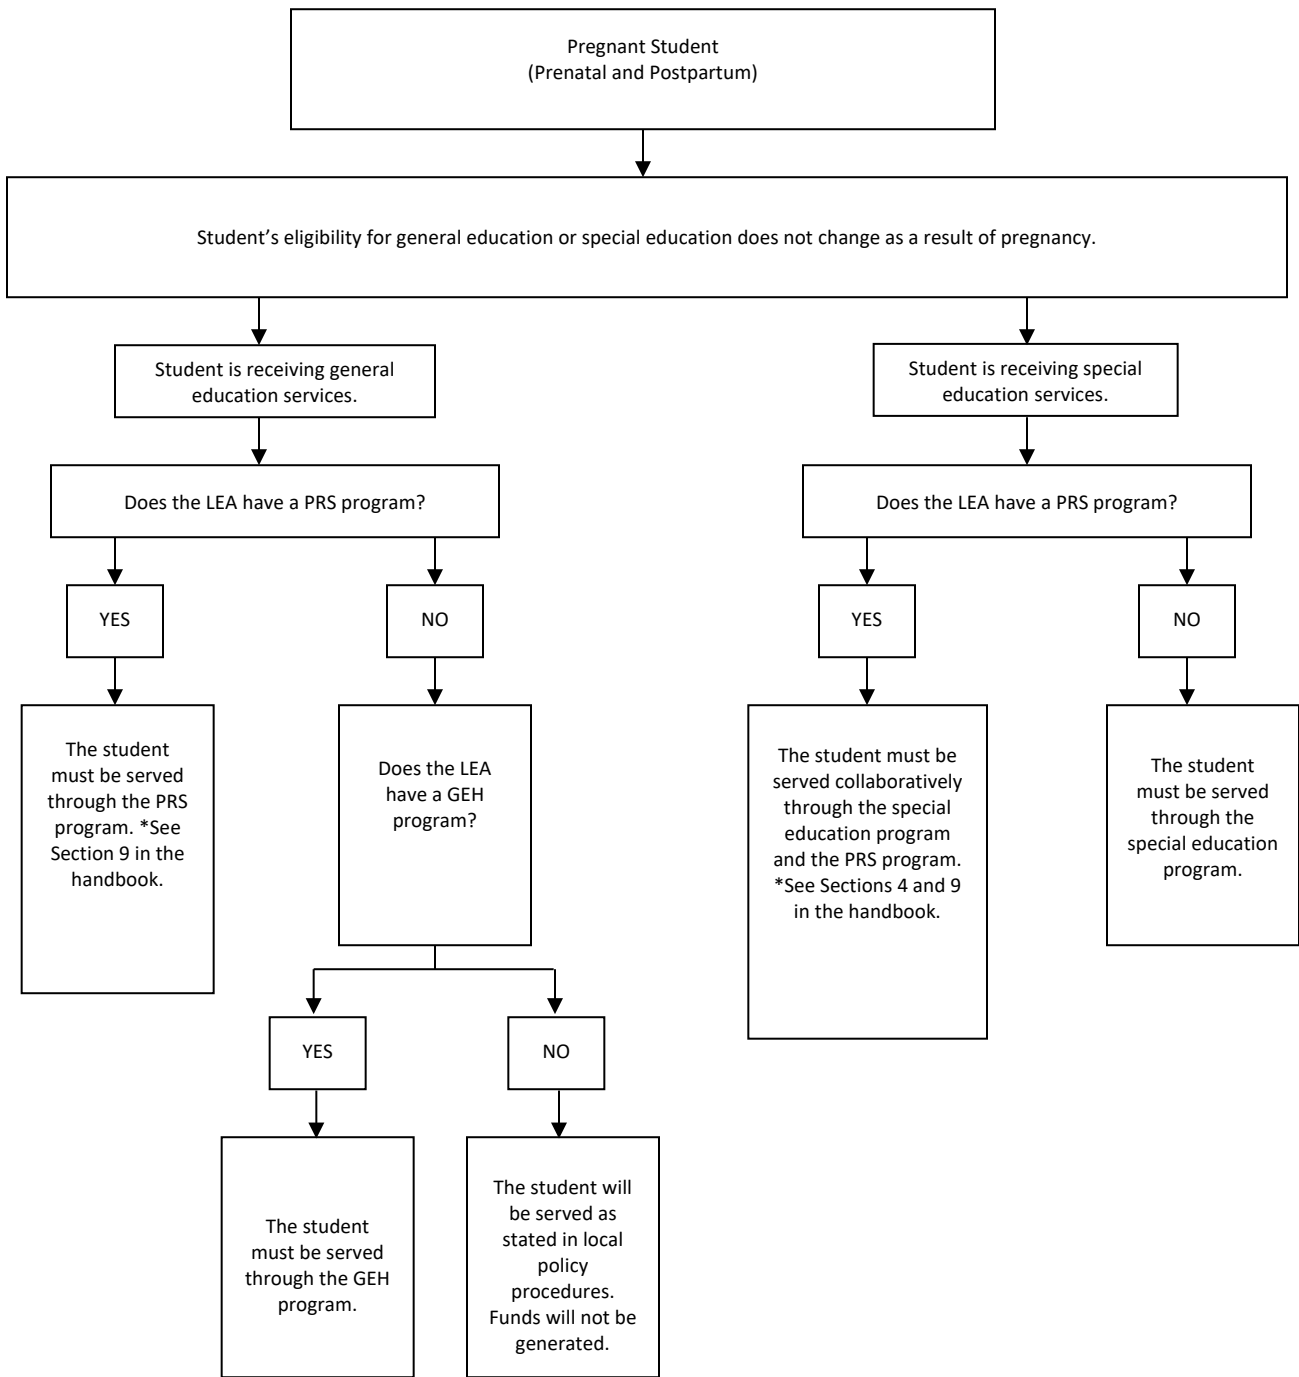 Pregnant Student
(Prenatal and Postpartum)
Student’s eligibility for general education or special education does not change as a result of pregnancy.
Student is receiving general
education services.
Student is receiving special
education services.
Does the LEA have a PRS program?
Does the LEA have a PRS program?
YES
NO
YES
NO
The student
must be served
through the PRS
program. *See
Section 9 in the
handbook.
Does the LEA
have a GEH
program?
The student must be
served collaboratively
through the special
education program
and the PRS program.
*See Sections 4 and 9
in the handbook.
The student
must be served
through the
special education
program.
YES
NO
The student
must be served
through the GEH
program.
The student will
be served as
stated in local
policy
procedures.
Funds will not be
generated.